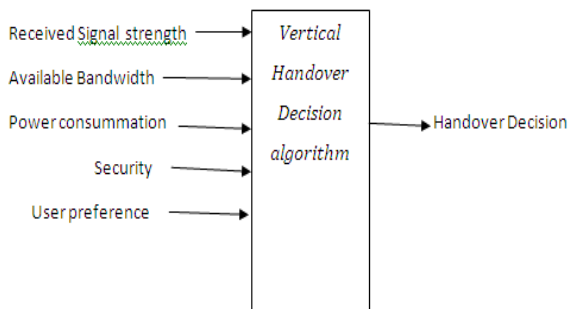 Received Signal strength
Available Bandwidth
Power consummation
Security
User preference
Vertical
Handover
Decision
algorithm
Handover Decision